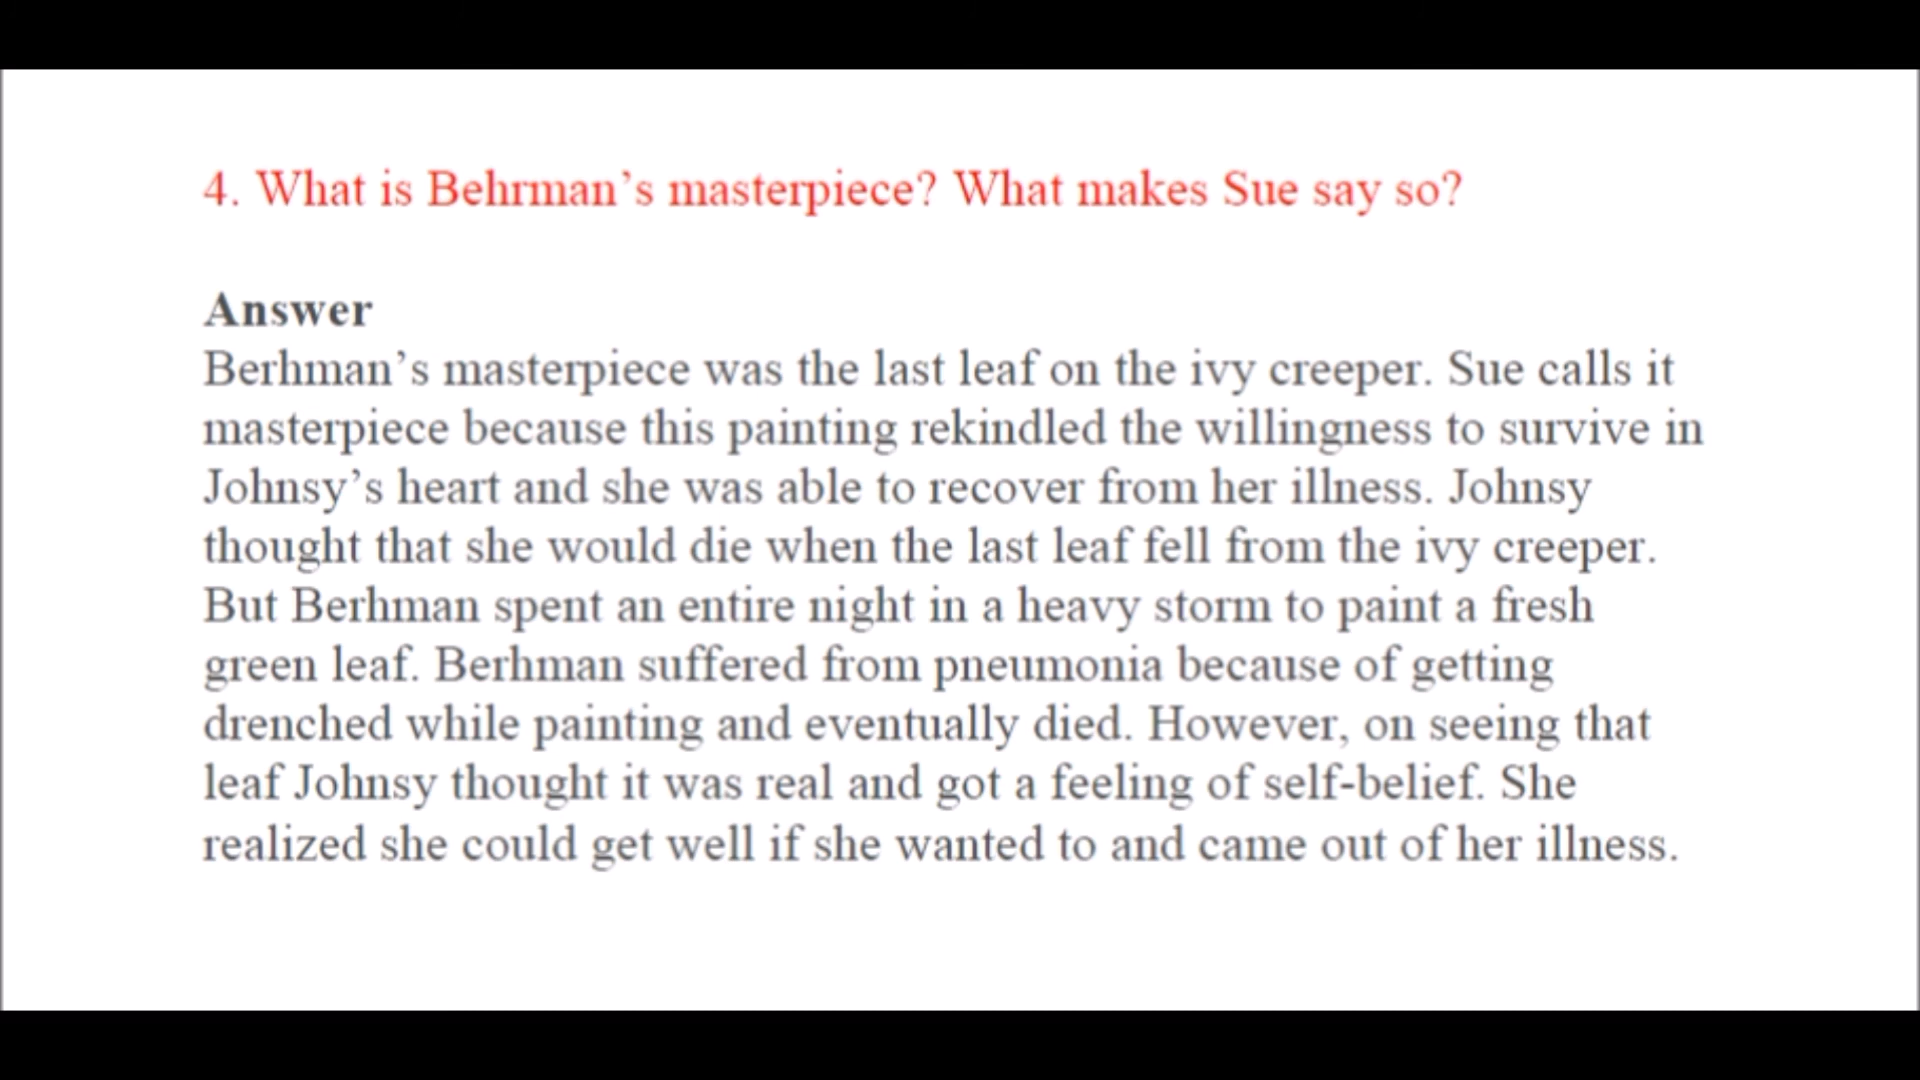 4. What is Behrman’s masterpiece? What makes Sue say so?
Answer
Berhman’s masterpiece was the last leaf on the ivy creeper. Sue calls it
masterpiece because this painting rekindled the willingness to survive in
Johnsy’s heart and she was able to recover from her illness. Johnsy
thought that she would die when the last leaf fell from the ivy creeper.
But Berhman spent an entire night in a heavy storm to paint a fresh
green leaf. Berhman suffered from pneumonia because of getting
drenched while painting and eventually died. However, on seeing that
leaf Johnsy thought it was real and got a feeling of self-belief. She
realized she could get well if she wanted to and came out of her illness.